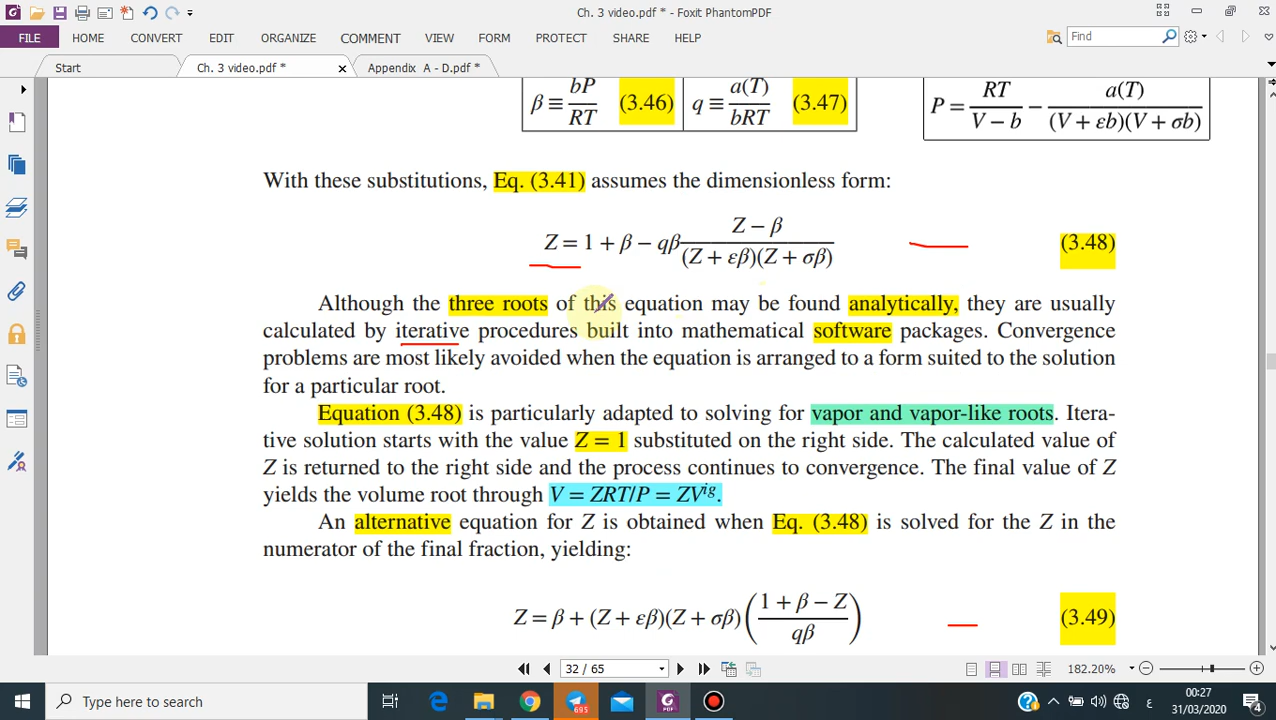 Ch. 3 video.pdf * - Foxit PhantomPDF
FILE HOME CONVERT EDIT ORGANIZE COMMENT VIEW FORM PROTECT SHARE HELP Find
Start Ch. 3 video.pdf * Appendix A - D.pdf *
β ≡ bP/RT (3.46) q ≡ a(T)/bRT (3.47) P = RT/(V − b) − a(T)/((V + εb)(V + σb))
With these substitutions, Eq. (3.41) assumes the dimensionless form:
Z = 1 + β − qβ (Z − β)/((Z + εβ)(Z + σβ)) (3.48)
Although the three roots of this equation may be found analytically, they are usually
calculated by iterative procedures built into mathematical software packages. Convergence
problems are most likely avoided when the equation is arranged to a form suited to the solution
for a particular root.
Equation (3.48) is particularly adapted to solving for vapor and vapor-like roots. Itera-
tive solution starts with the value Z = 1 substituted on the right side. The calculated value of
Z is returned to the right side and the process continues to convergence. The final value of Z
yields the volume root through V = ZRT/P = ZVⁱᵍ.
An alternative equation for Z is obtained when Eq. (3.48) is solved for the Z in the
numerator of the final fraction, yielding:
Z = β + (Z + εβ)(Z + σβ)((1 + β − Z)/qβ) (3.49)
32 / 65 182.20%
Type here to search 695 ع 00:27
31/03/2020 4